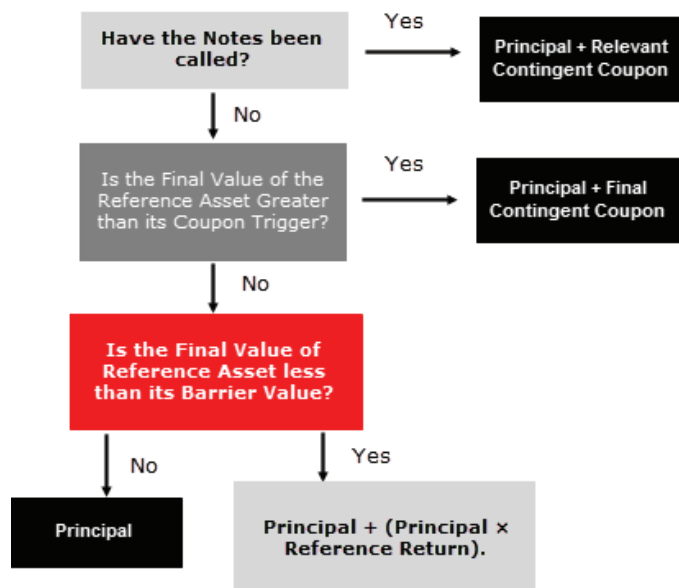 Have the Notes been
called?
Yes
Principal + Relevant
Contingent Coupon
No
Is the Final Value of the
Reference Asset Greater
than its Coupon Trigger?
Yes
Principal + Final
Contingent Coupon
No
Is the Final Value of
Reference Asset less
than its Barrier Value?
No
Yes
Principal
Principal + (Principal ×
Reference Return).